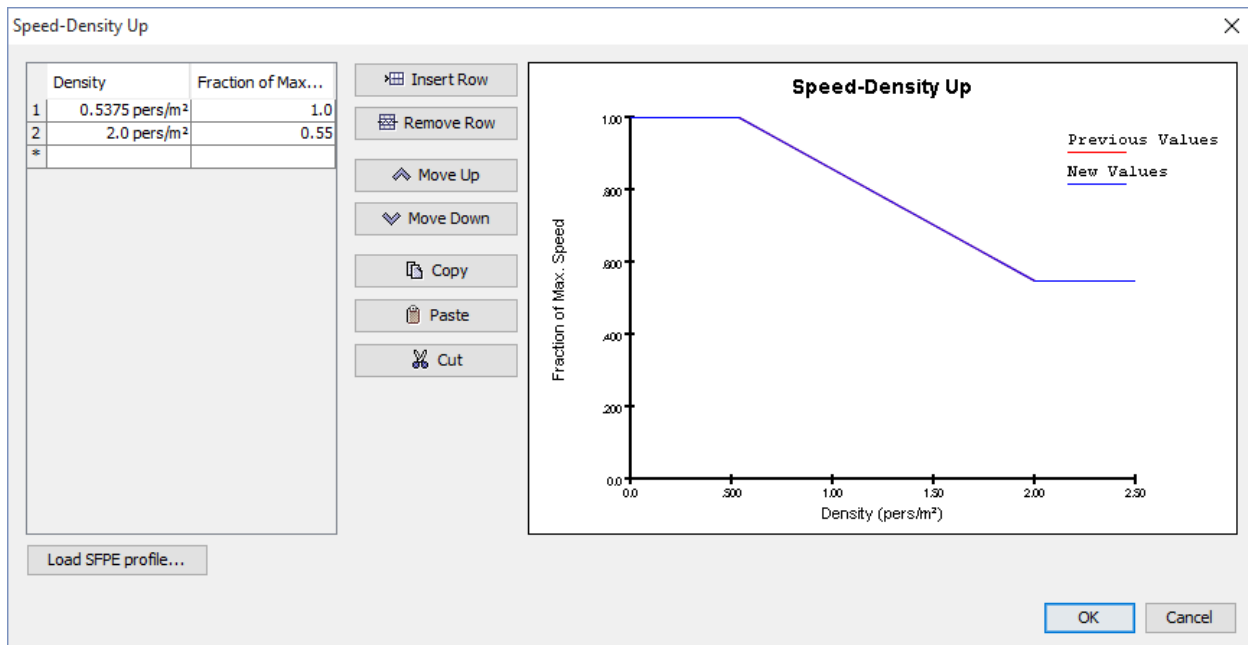 Speed-Density Up
Density Fraction of Max...
1 0.5375 pers/m² 1.0
2 2.0 pers/m² 0.55
*
Insert Row
Remove Row
Move Up
Move Down
Copy
Paste
Cut
Load SFPE profile...
Speed-Density Up
Previous Values
New Values
Fraction of Max. Speed
1.00
.800
.600
.400
.200
0.0
0.0 .500 1.00 1.50 2.00 2.50
Density (pers/m²)
OK Cancel